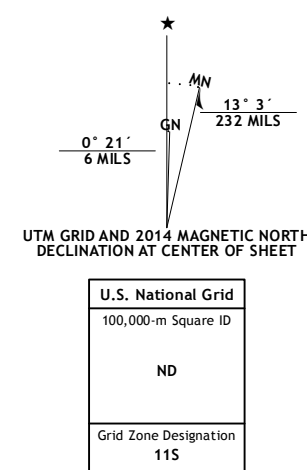 ★
MN
GN
13° 3´
232 MILS
0° 21´
6 MILS
UTM GRID AND 2014 MAGNETIC NORTH
DECLINATION AT CENTER OF SHEET
U.S. National Grid
100,000-m Square ID
ND
Grid Zone Designation
11S